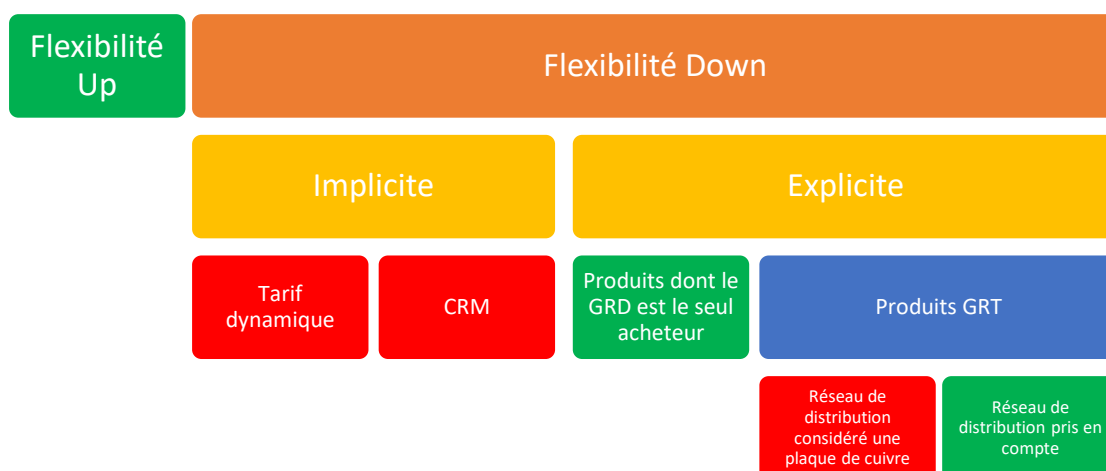 Flexibilité
Up
Flexibilité Down
Implicite
Explicite
Tarif
dynamique
CRM
Produits dont le
GRD est le seul
acheteur
Produits GRT
Réseau de
distribution
considéré une
plaque de cuivre
Réseau de
distribution pris en
compte